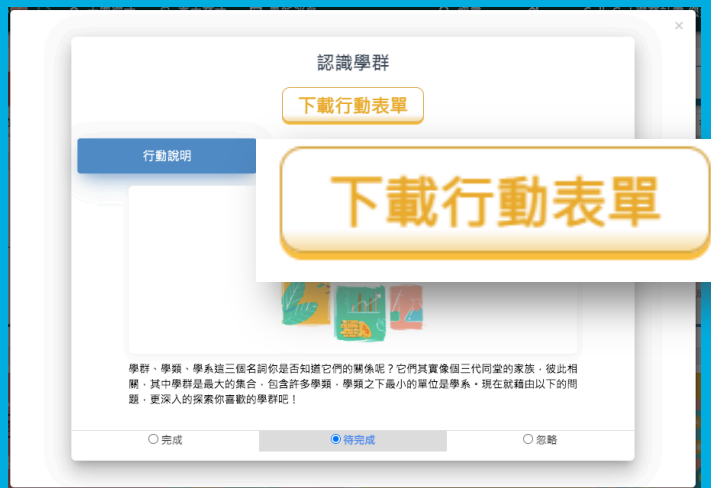 認識學群
下載行動表單
行動說明
下載行動表單
學群、學類、學系這三個名詞你是否知道它們的關係呢？它們其實像個三代同堂的家族，彼此相
關，其中學群是最大的集合，包含許多學類，學類之下最小的單位是學系。現在就藉由以下的問
題，更深入的探索你喜歡的學群吧！
完成
待完成
忽略